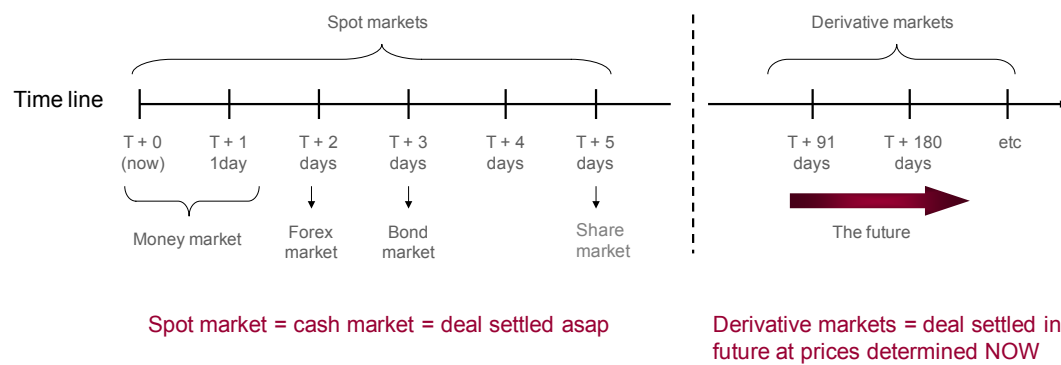 Spot markets
Derivative markets
Time line
T + 0
(now)
T + 1
1day
T + 2
days
T + 3
days
T + 4
days
T + 5
days
T + 91
days
T + 180
days
etc
Money market
Forex
market
Bond
market
Share
market
The future
Spot market = cash market = deal settled asap
Derivative markets = deal settled in
future at prices determined NOW